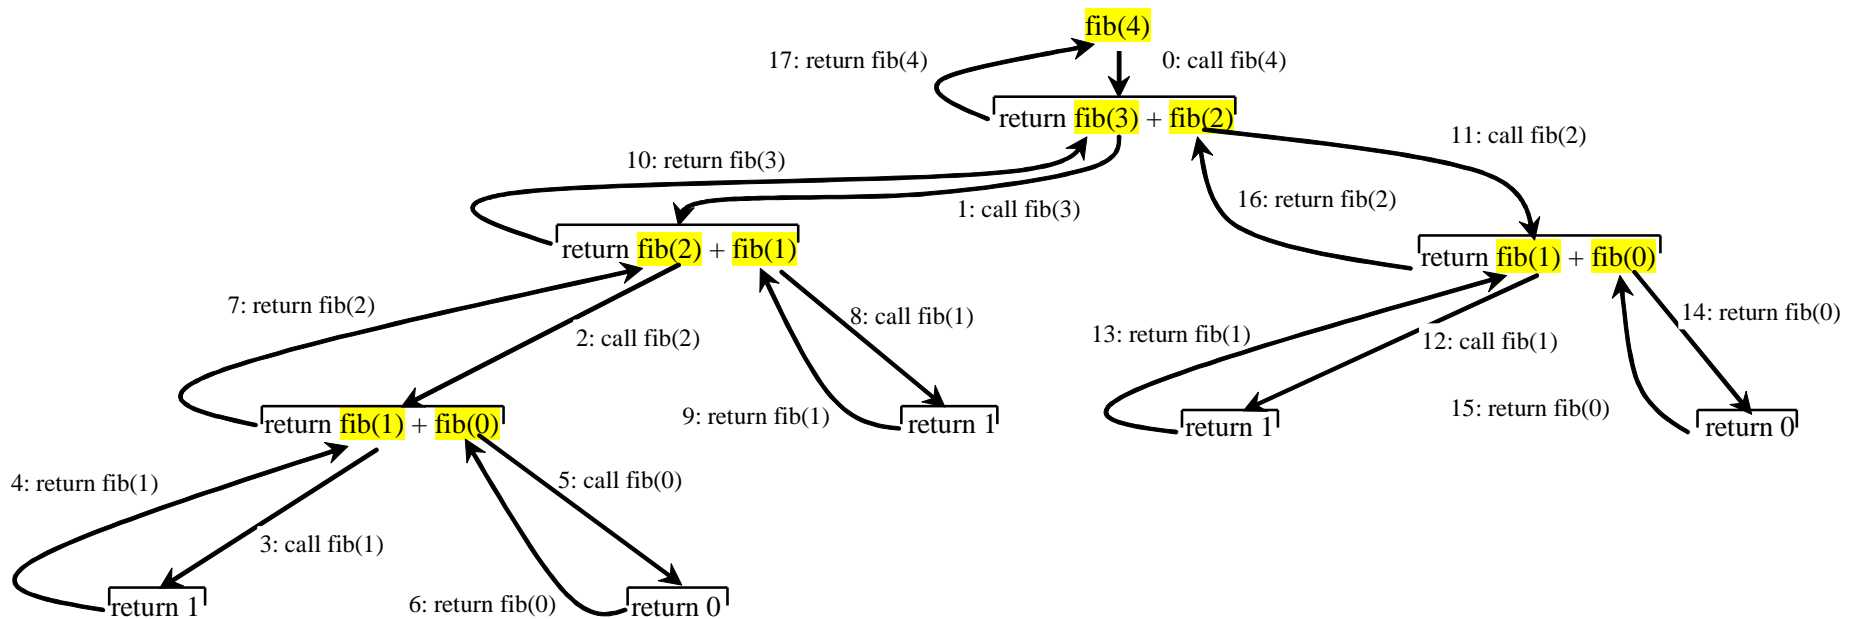 fib(4)
17: return fib(4)
0: call fib(4)
return fib(3) + fib(2)
11: call fib(2)
10: return fib(3)
1: call fib(3)
16: return fib(2)
return fib(2) + fib(1)
return fib(1) + fib(0)
7: return fib(2)
2: call fib(2)
8: call fib(1)
13: return fib(1)
12: call fib(1)
14: return fib(0)
9: return fib(1)
15: return fib(0)
return fib(1) + fib(0)
return 1
return 1
return 0
4: return fib(1)
5: call fib(0)
3: call fib(1)
6: return fib(0)
return 1
return 0